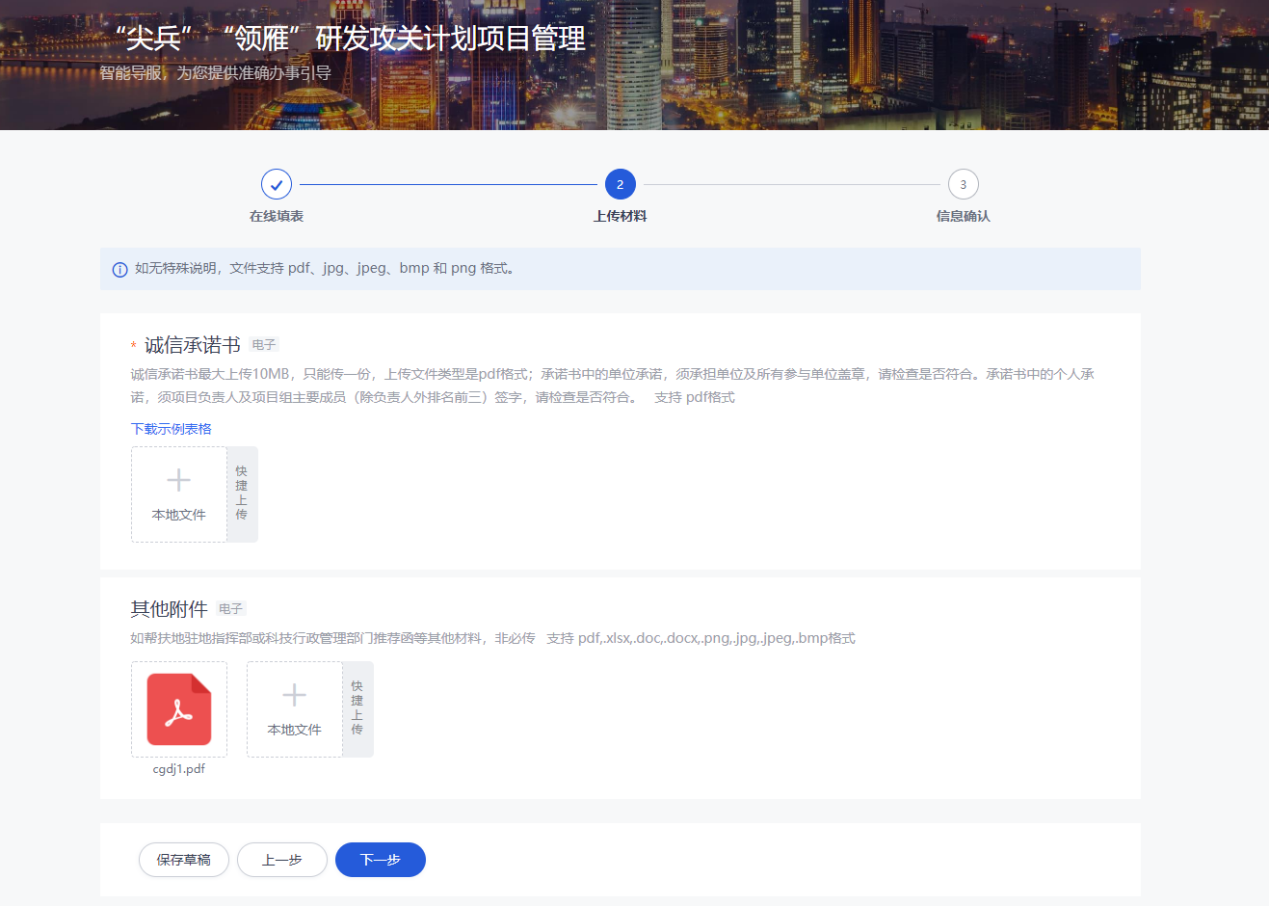 “尖兵” “领雁” 研发攻关计划项目管理
智能导服，为您提供准确办事引导
2
3
在线填表
上传材料
信息确认
如无特殊说明，文件支持 pdf、jpg、jpeg、bmp 和 png 格式。
* 诚信承诺书 电子
诚信承诺书最大上传10MB，只能传一份，上传文件类型是pdf格式；承诺书中的单位承诺，须承担单位及所有参与单位盖章，请检查是否符合。承诺书中的个人承
诺，须项目负责人及项目组主要成员（除负责人外排名前三）签字，请检查是否符合。 支持 pdf格式
下载示例表格
本地文件
快捷上传
其他附件 电子
如帮扶地驻地指挥部或科技行政管理部门推荐函等其他材料，非必传 支持 pdf,.xlsx,.doc,.docx,.png,.jpg,.jpeg,.bmp格式
本地文件
快捷上传
cgdj1.pdf
保存草稿 上一步 下一步